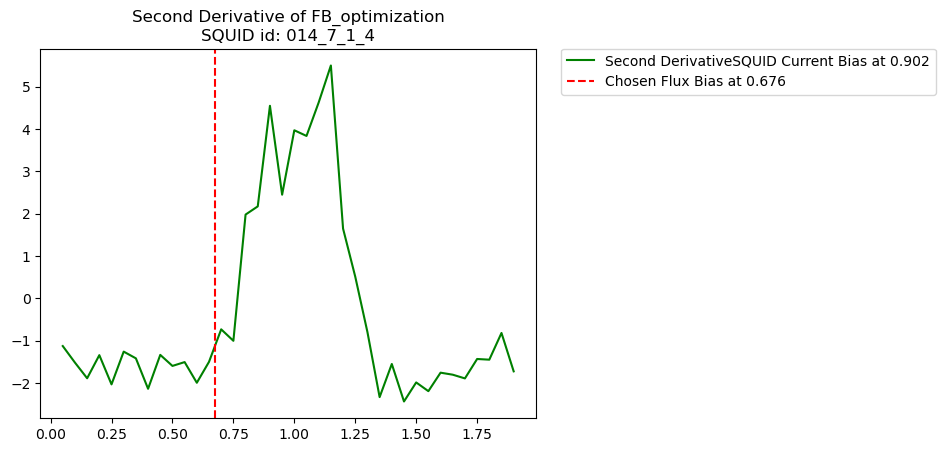 Second Derivative of FB_optimization
SQUID id: 014_7_1_4
Second DerivativeSQUID Current Bias at 0.902
Chosen Flux Bias at 0.676
5
4
3
2
1
0
−1
−2
0.00 0.25 0.50 0.75 1.00 1.25 1.50 1.75